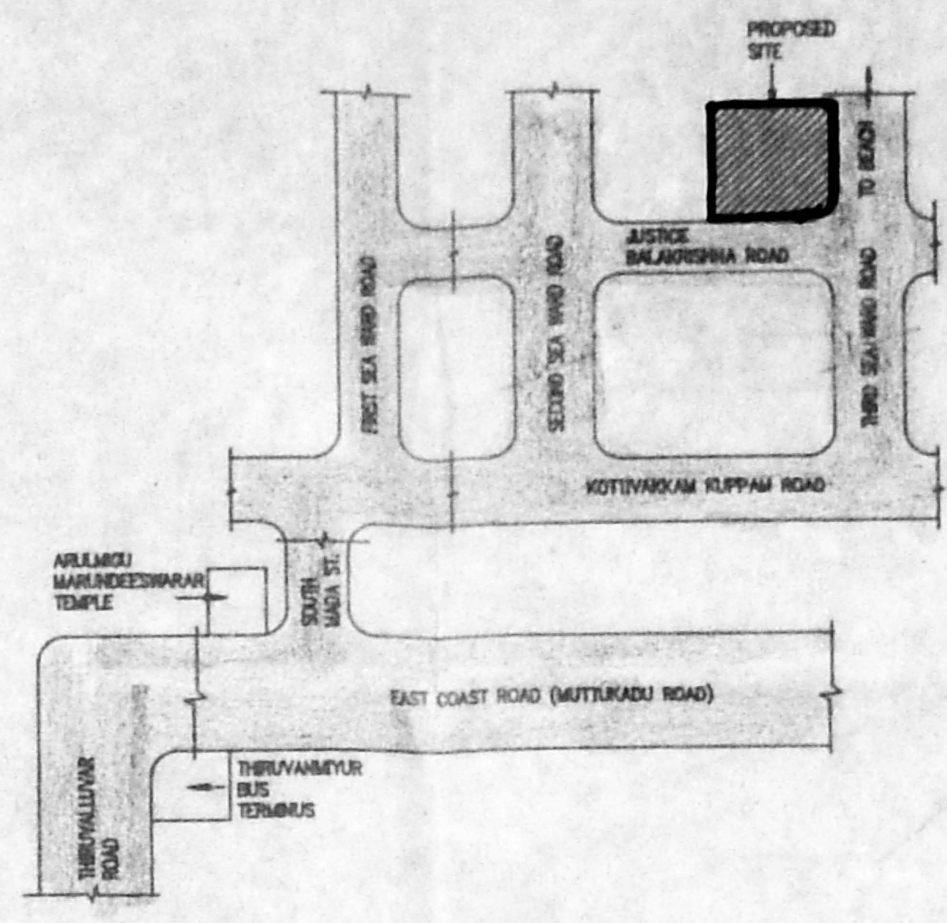 PROPOSED
SITE
TO BEACH
JUSTICE
BALAKRISHNA ROAD
FIRST SEA WARD ROAD
SECOND SEA WARD ROAD
THIRD SEA WARD ROAD
KOTTIVAKKAM KUPPAM ROAD
ARULMIGU
MARUNDEESWARAR
TEMPLE
SOUTH
MADA ST.
EAST COAST ROAD (MUTTUKADU ROAD)
THIRUVANMIYUR
BUS
TERMINUS
THIRUVALLUVAR
ROAD